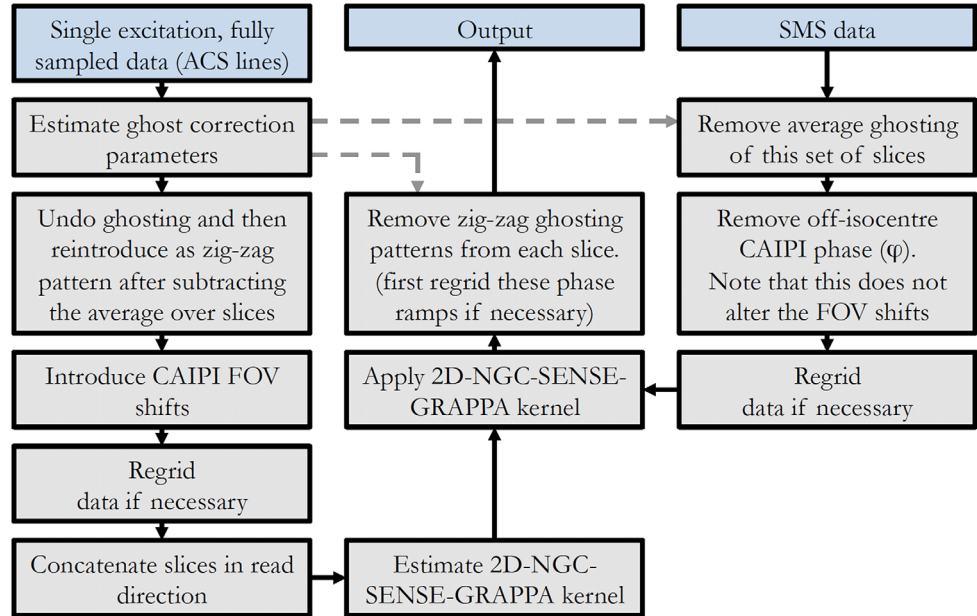 Single excitation, fully
sampled data (ACS lines)
Estimate ghost correction
parameters
Undo ghosting and then
reintroduce as zig-zag
pattern after subtracting
the average over slices
Introduce CAIPI FOV
shifts
Regrid
data if necessary
Concatenate slices in read
direction
Output
Remove zig-zag ghosting
patterns from each slice.
(first regrid these phase
ramps if necessary)
Apply 2D-NGC-SENSE-
GRAPPA kernel
Estimate 2D-NGC-
SENSE-GRAPPA kernel
SMS data
Remove average ghosting
of this set of slices
Remove off-isocentre
CAIPI phase (φ).
Note that this does not
alter the FOV shifts
Regrid
data if necessary